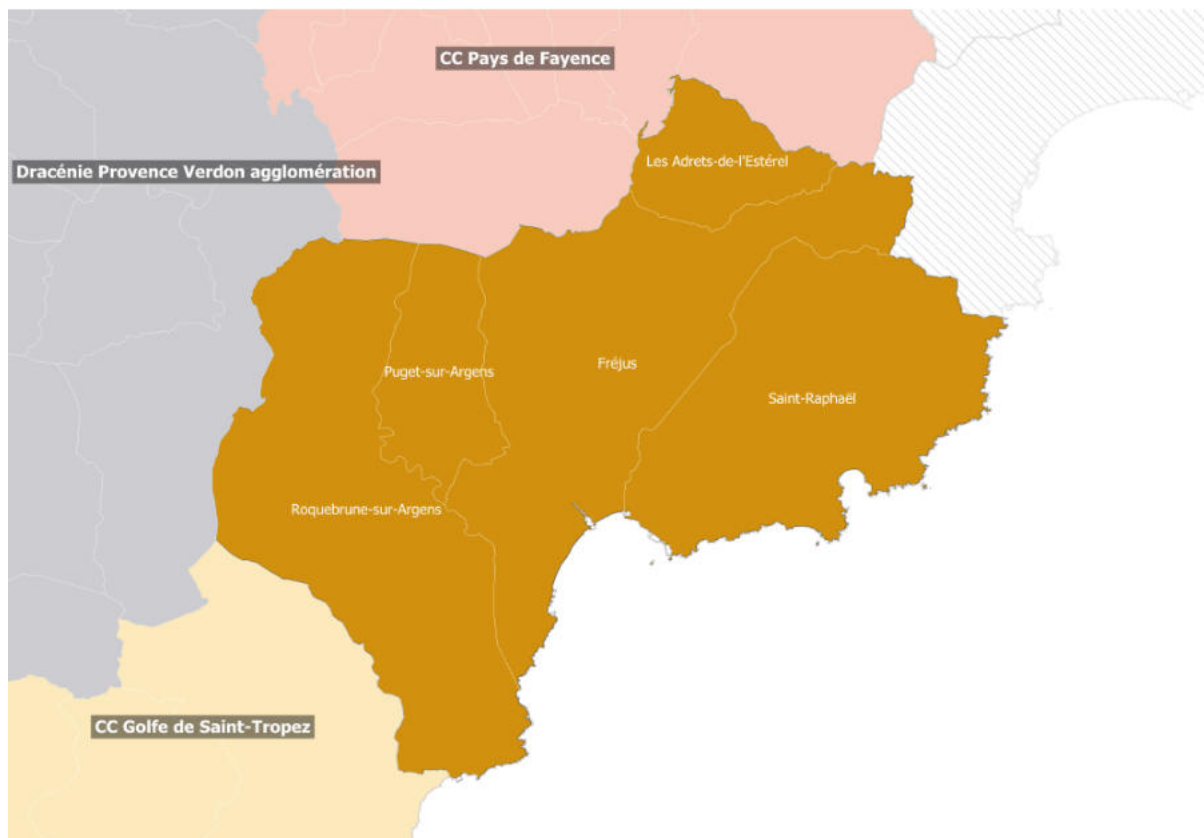 CC Pays de Fayence
Les Adrets-de-l'Estérel
Dracénie Provence Verdon agglomération
Fréjus
Puget-sur-Argens
Saint-Raphaël
Roquebrune-sur-Argens
CC Golfe de Saint-Tropez